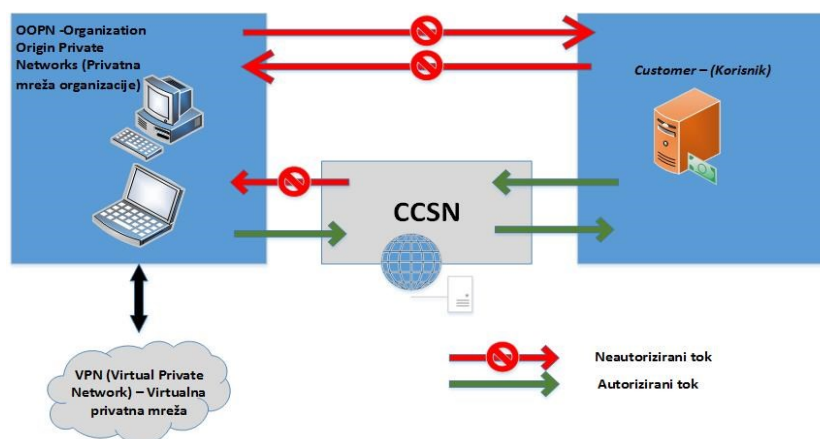 OOPN -Organization
Origin Private
Networks (Privatna
mreža organizacije)
Customer – (Korisnik)
CCSN
VPN (Virtual Private
Network) – Virtualna
privatna mreža
Neautorizirani tok
Autorizirani tok